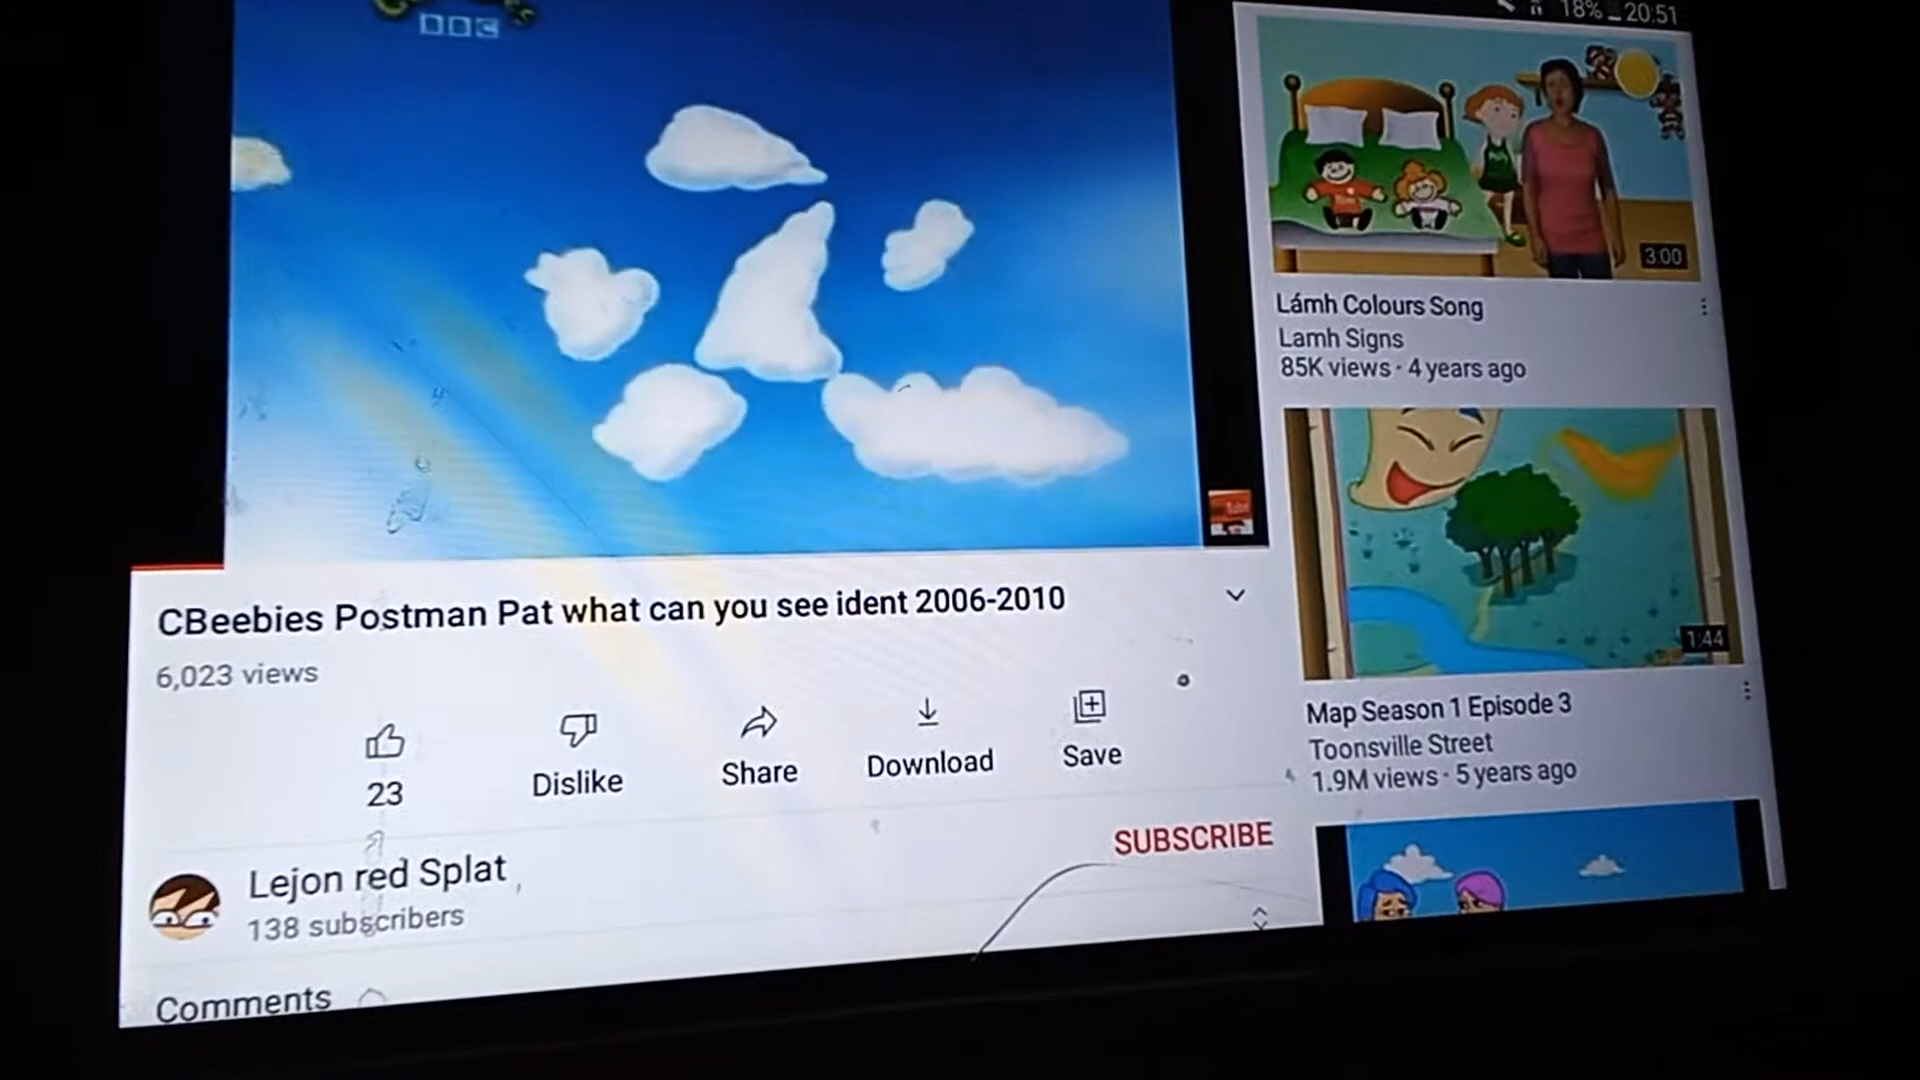 BBC
18% 20:51
CBeebies Postman Pat what can you see ident 2006-2010
6,023 views
23
Dislike
Share
Download
Save
Lejon red Splat
138 subscribers
SUBSCRIBE
Comments
3:00
Lámh Colours Song
Lamh Signs
85K views · 4 years ago
1:44
Map Season 1 Episode 3
Toonsville Street
1.9M views · 5 years ago